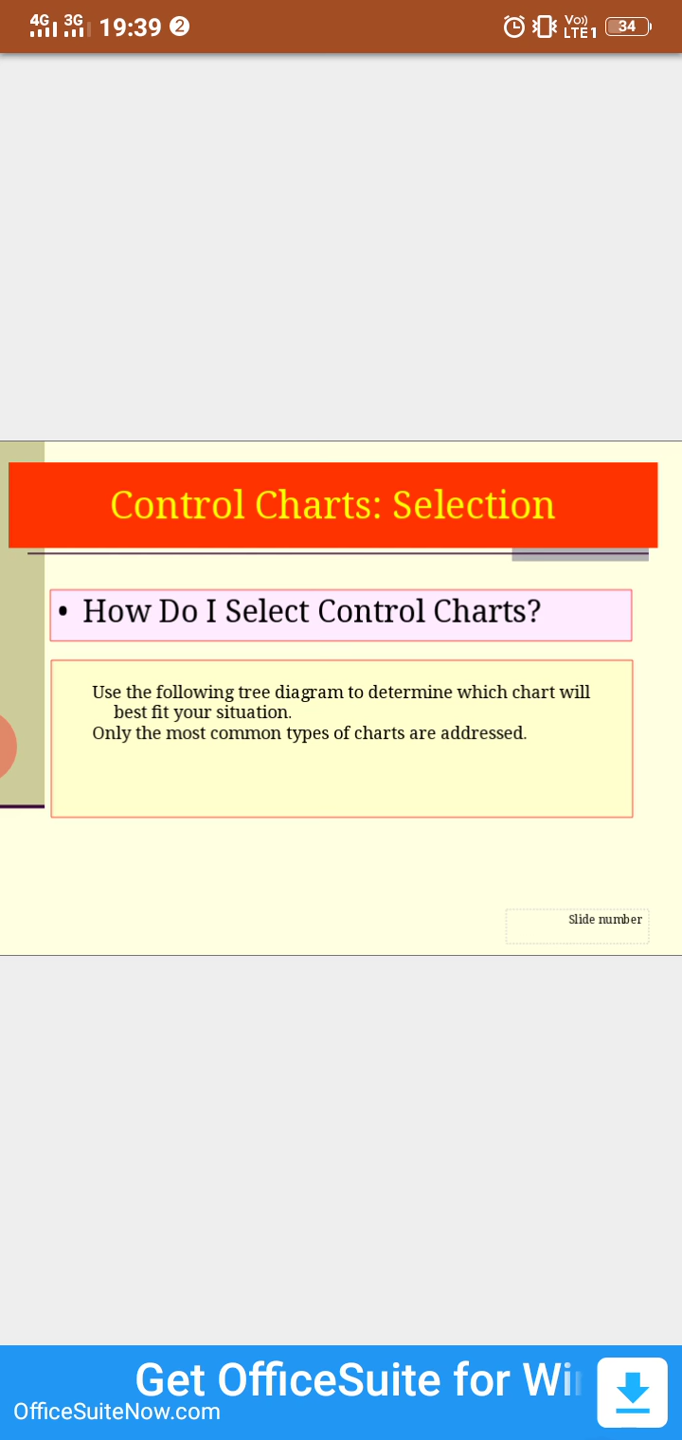 4G 3G 19:39 2 Vo)) LTE1 34
Control Charts: Selection
• How Do I Select Control Charts?
Use the following tree diagram to determine which chart will
best fit your situation.
Only the most common types of charts are addressed.
Slide number
Get OfficeSuite for Wi
OfficeSuiteNow.com